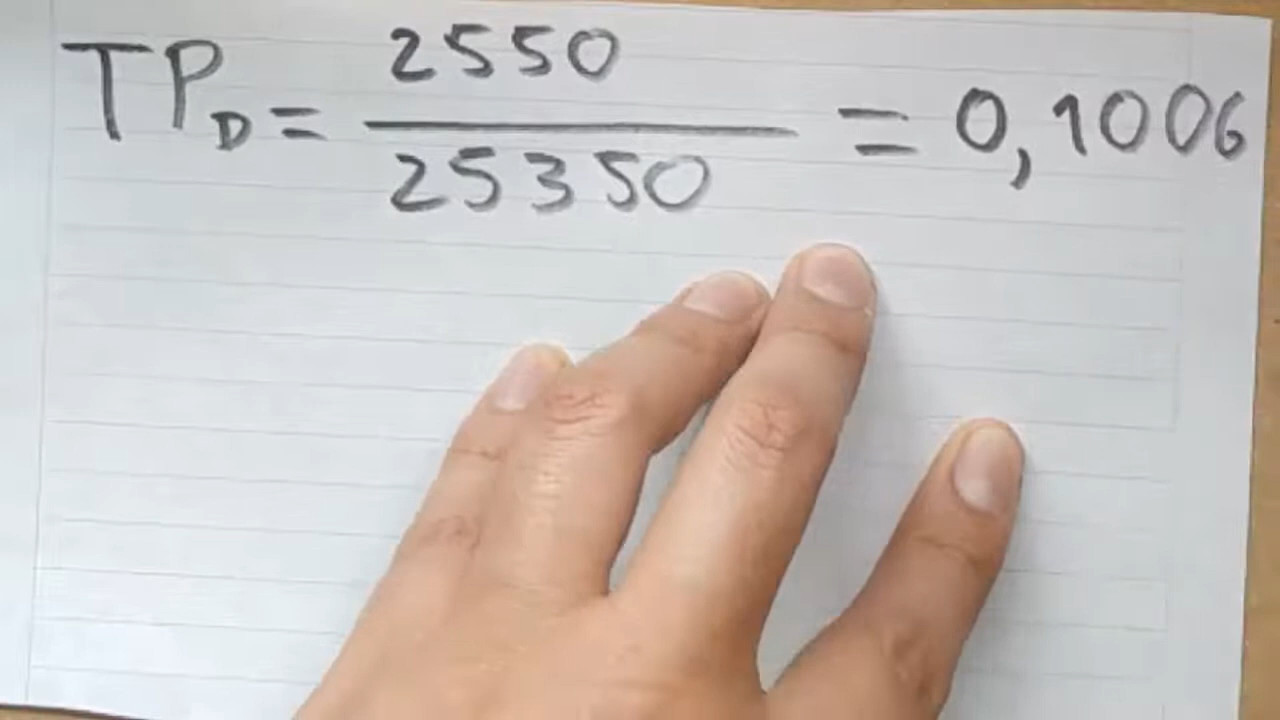 TP_D = 2550 / 25350 = 0,1006